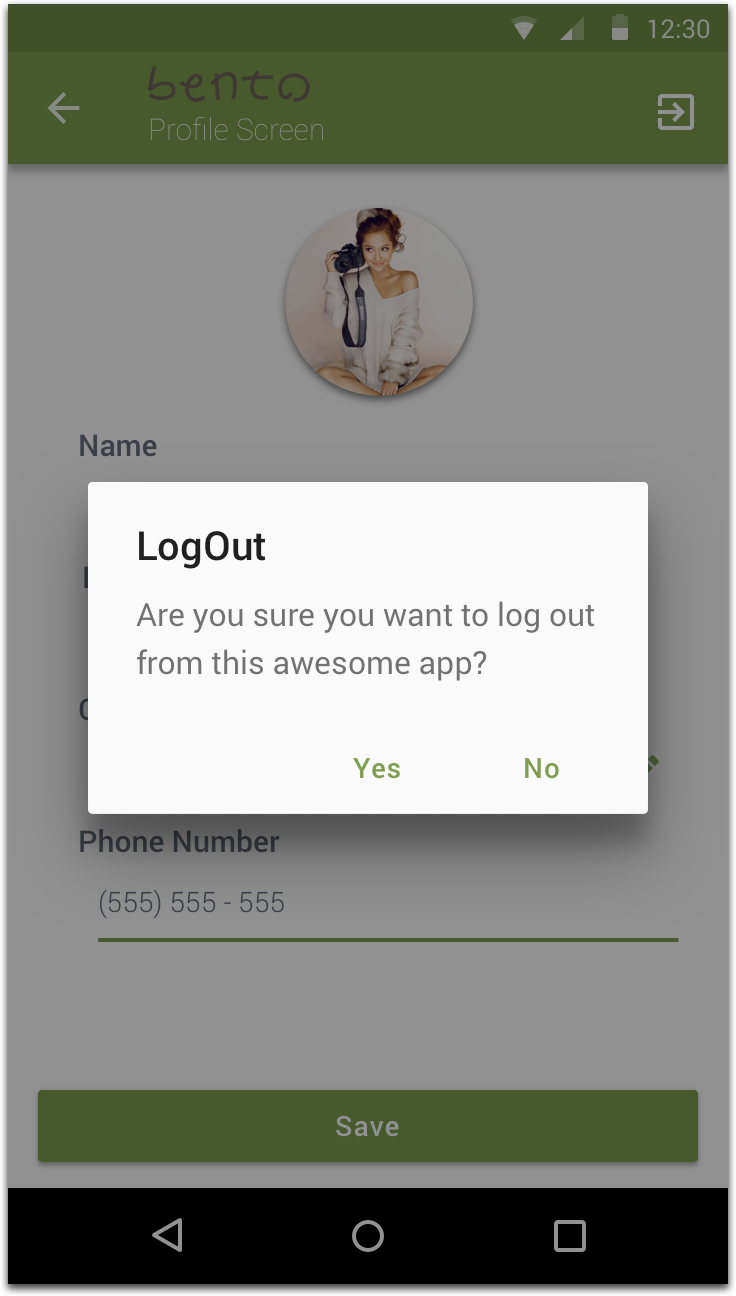 12:30
bento
Profile Screen
Name
LogOut
Are you sure you want to log out
from this awesome app?
Yes No
Phone Number
(555) 555 - 555
Save